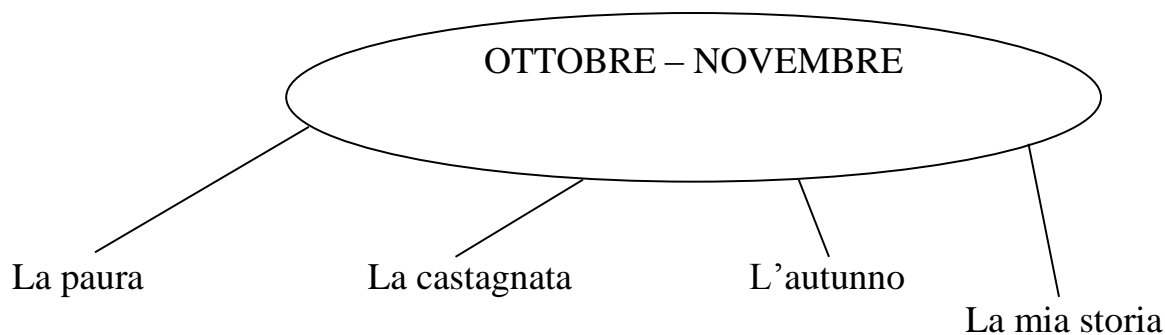 OTTOBRE – NOVEMBRE
La paura La castagnata L’autunno
La mia storia